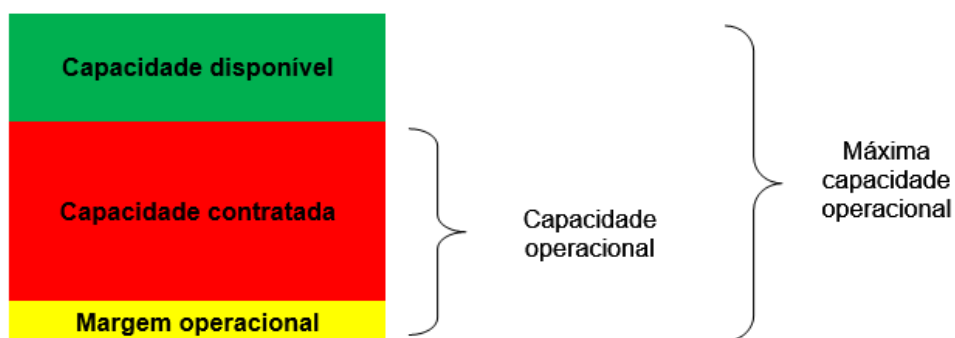 Capacidade disponível
Capacidade contratada
Margem operacional
Capacidade
operacional
Máxima
capacidade
operacional